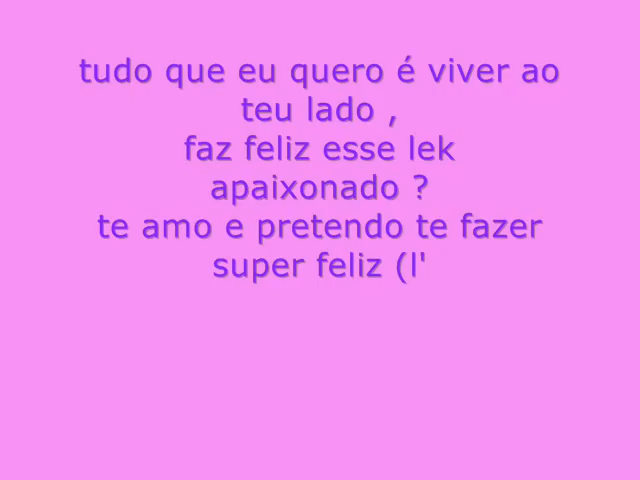 tudo que eu quero é viver ao
teu lado ,
faz feliz esse lek
apaixonado ?
te amo e pretendo te fazer
super feliz (l'